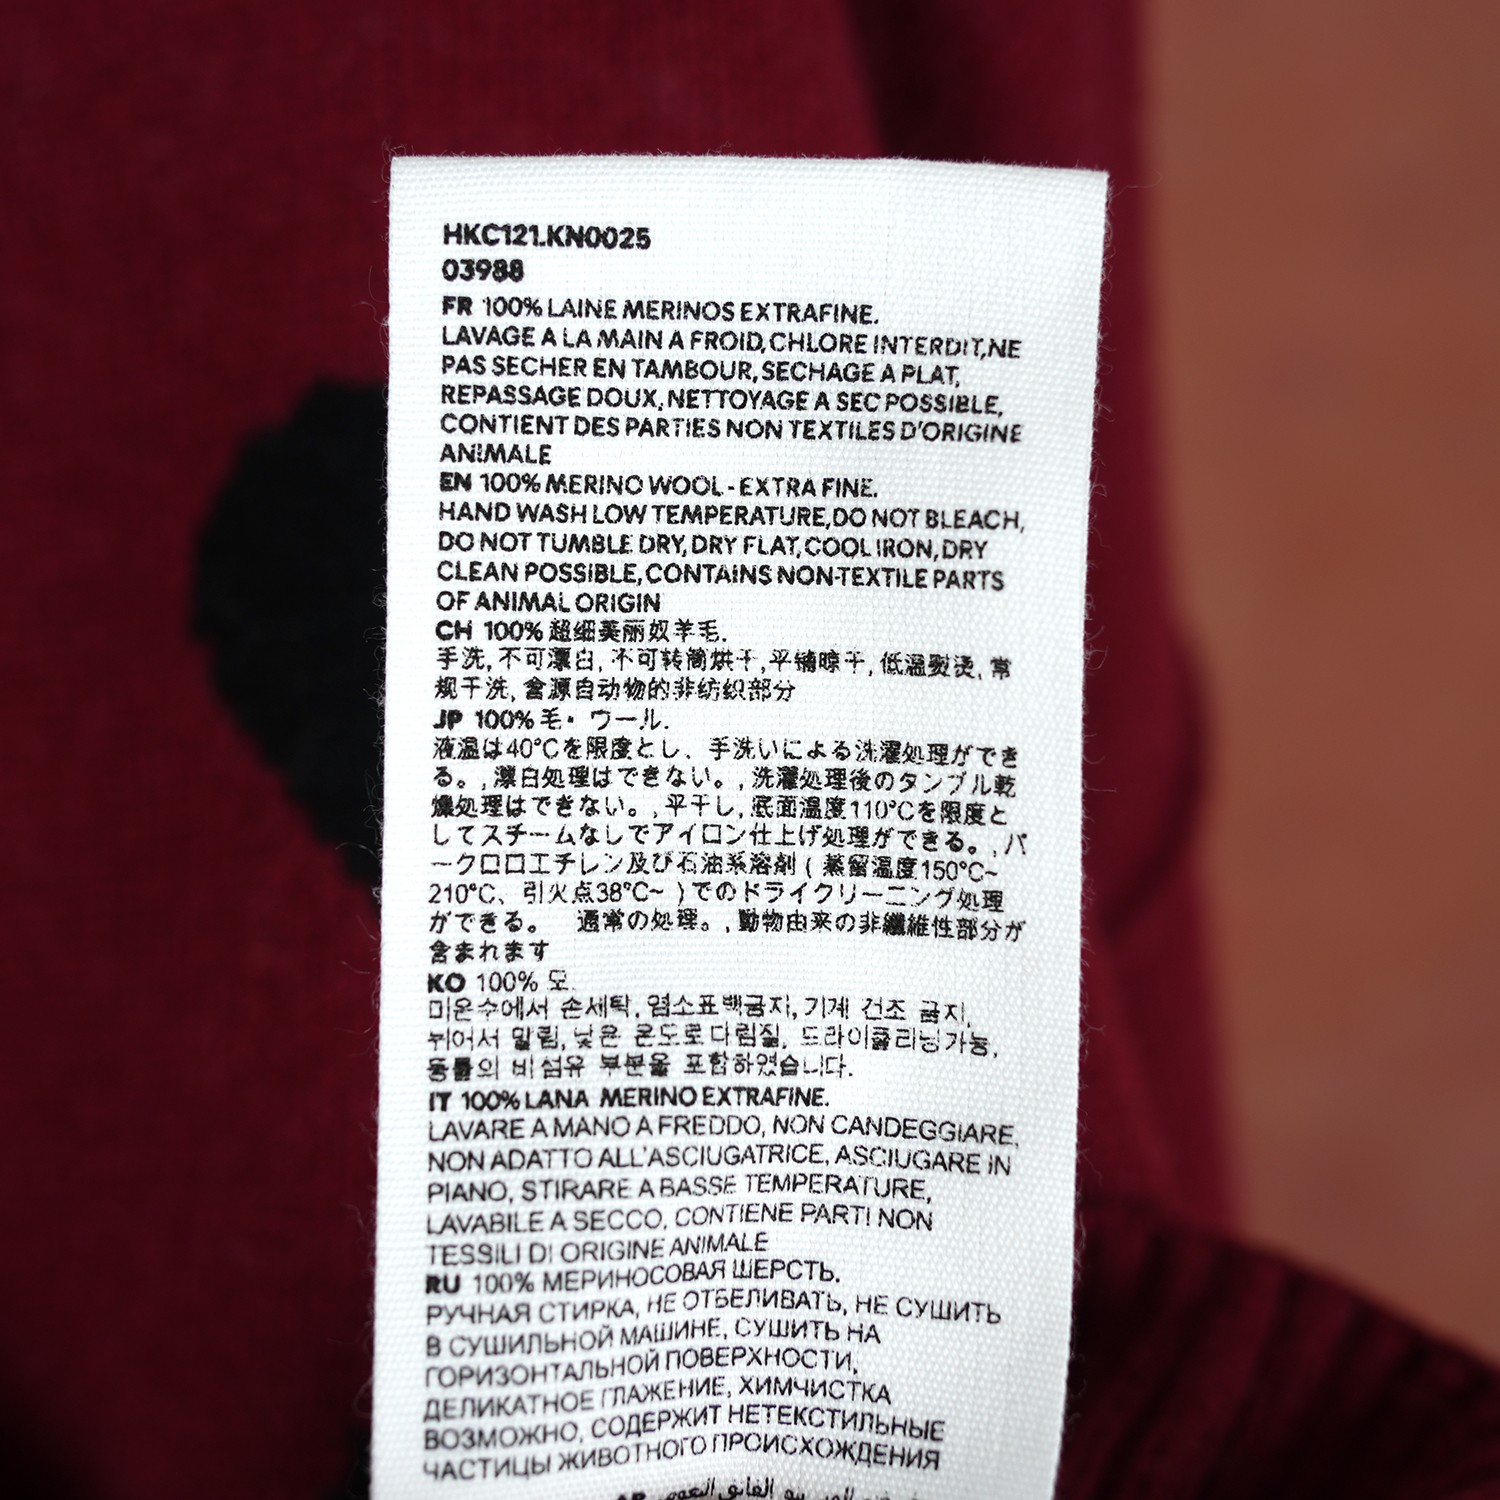 HKC121.KN0025
03988
FR 100% LAINE MERINOS EXTRAFINE.
LAVAGE A LA MAIN A FROID, CHLORE INTERDIT, NE
PAS SECHER EN TAMBOUR, SECHAGE A PLAT,
REPASSAGE DOUX, NETTOYAGE A SEC POSSIBLE,
CONTIENT DES PARTIES NON TEXTILES D'ORIGINE
ANIMALE
EN 100% MERINO WOOL - EXTRA FINE.
HAND WASH LOW TEMPERATURE, DO NOT BLEACH,
DO NOT TUMBLE DRY, DRY FLAT, COOL IRON, DRY
CLEAN POSSIBLE, CONTAINS NON-TEXTILE PARTS
OF ANIMAL ORIGIN
CH 100% 超细美丽奴羊毛.
手洗, 不可漂白, 不可转筒烘干, 平铺晾干, 低温熨烫, 常
规干洗, 含源自动物的非纺织部分
JP 100% 毛・ ウール.
液温は40℃を限度とし、手洗いによる洗濯処理ができ
る。, 漂白処理はできない。, 洗濯処理後のタンブル乾
燥処理はできない。, 平干し, 底面温度110℃を限度と
してスチームなしでアイロン仕上げ処理ができる。, パ
ークロロエチレン及び石油系溶剤 ( 蒸留温度150℃~
210℃、引火点38℃~ ) でのドライクリーニング処理
ができる。 通常の処理。, 動物由来の非繊維性部分が
含まれます
KO 100% 모.
미온수에서 손세탁, 염소표백금지, 기계 건조 금지,
뉘어서 말림, 낮은 온도로 다림질, 드라이클리닝가능,
동물의 비섬유 부분을 포함하였습니다.
IT 100% LANA MERINO EXTRAFINE.
LAVARE A MANO A FREDDO, NON CANDEGGIARE,
NON ADATTO ALL'ASCIUGATRICE, ASCIUGARE IN
PIANO, STIRARE A BASSE TEMPERATURE,
LAVABILE A SECCO, CONTIENE PARTI NON
TESSILI DI ORIGINE ANIMALE
RU 100% МЕРИНОСОВАЯ ШЕРСТЬ.
РУЧНАЯ СТИРКА, НЕ ОТБЕЛИВАТЬ, НЕ СУШИТЬ
В СУШИЛЬНОЙ МАШИНЕ, СУШИТЬ НА
ГОРИЗОНТАЛЬНОЙ ПОВЕРХНОСТИ,
ДЕЛИКАТНОЕ ГЛАЖЕНИЕ, ХИМЧИСТКА
ВОЗМОЖНО, СОДЕРЖИТ НЕТЕКСТИЛЬНЫЕ
ЧАСТИЦЫ ЖИВОТНОГО ПРОИСХОЖДЕНИЯ